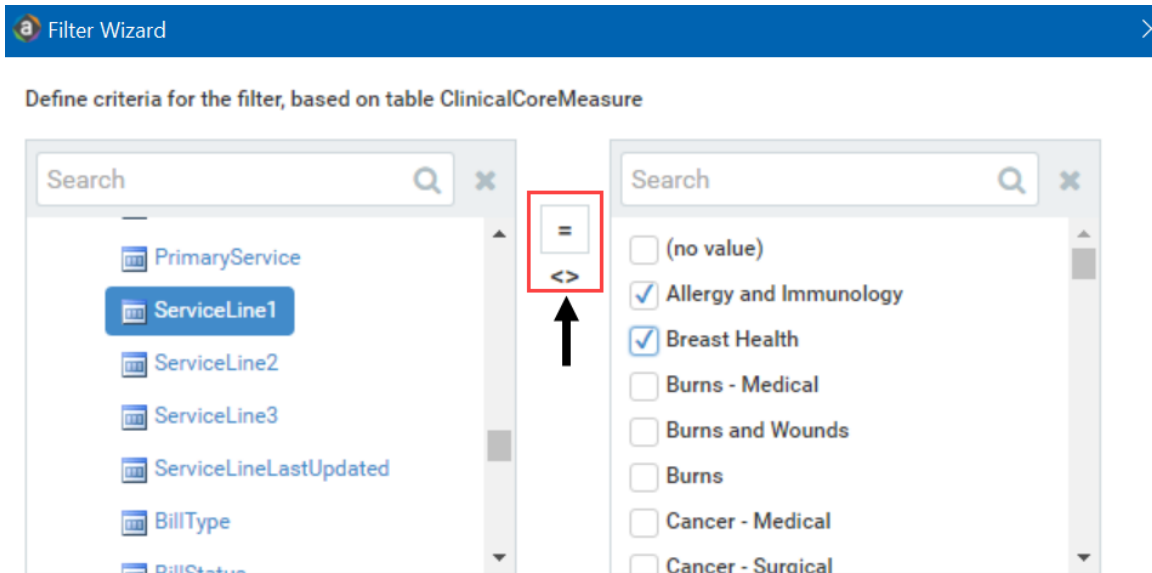 Filter Wizard
Define criteria for the filter, based on table ClinicalCoreMeasure
Search
PrimaryService
ServiceLine1
ServiceLine2
ServiceLine3
ServiceLineLastUpdated
BillType
BillStatus
=
<>
Search
(no value)
Allergy and Immunology
Breast Health
Burns - Medical
Burns and Wounds
Burns
Cancer - Medical
Cancer - Surgical